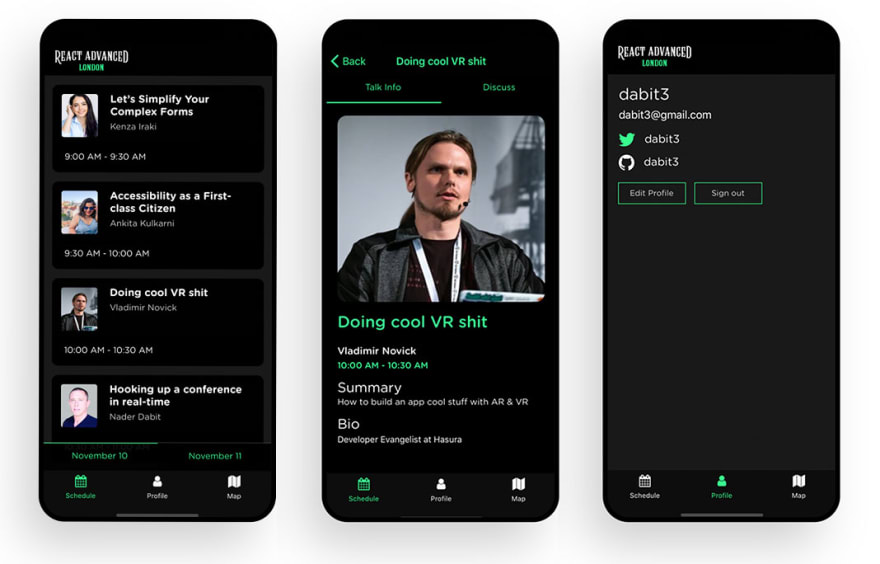 REACT ADVANCED
LONDON
Let's Simplify Your
Complex Forms
Kenza Iraki
9:00 AM - 9:30 AM
Accessibility as a First-
class Citizen
Ankita Kulkarni
9:30 AM - 10:00 AM
Doing cool VR shit
Vladimir Novick
10:00 AM - 10:30 AM
Hooking up a conference
in real-time
Nader Dabit
November 10
November 11
Schedule
Profile
Map
Back
Doing cool VR shit
Talk Info
Discuss
Doing cool VR shit
Vladimir Novick
10:00 AM - 10:30 AM
Summary
How to build an app cool stuff with AR & VR
Bio
Developer Evangelist at Hasura
Schedule
Profile
Map
REACT ADVANCED
LONDON
dabit3
dabit3@gmail.com
dabit3
dabit3
Edit Profile
Sign out
Schedule
Profile
Map